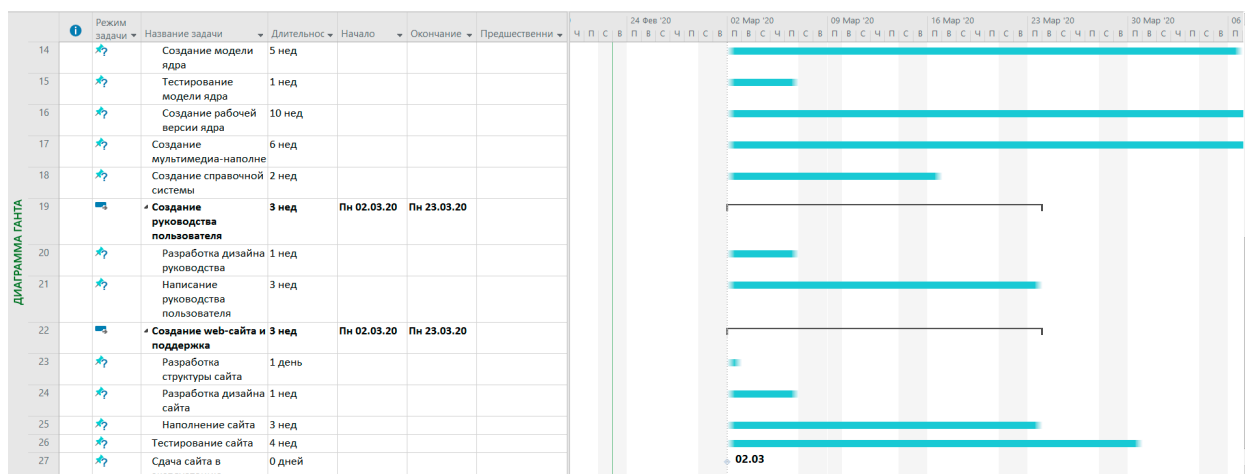 Режим
задачи Название задачи Длительнос Начало Окончание Предшественни
24 Фев '20 02 Мар '20 09 Мар '20 16 Мар '20 23 Мар '20 30 Мар '20 06
Ч П С В П В С Ч П С В П В С Ч П С В П В С Ч П С В П В С Ч П С В П В С Ч П С В П В С Ч П С В П
ДИАГРАММА ГАНТА
14 Создание модели 5 нед
ядра
15 Тестирование 1 нед
модели ядра
16 Создание рабочей 10 нед
версии ядра
17 Создание 6 нед
мультимедиа-наполне
18 Создание справочной 2 нед
системы
19 Создание 3 нед Пн 02.03.20 Пн 23.03.20
руководства
пользователя
20 Разработка дизайна 1 нед
руководства
21 Написание 3 нед
руководства
пользователя
22 Создание web-сайта и 3 нед Пн 02.03.20 Пн 23.03.20
поддержка
23 Разработка 1 день
структуры сайта
24 Разработка дизайна 1 нед
сайта
25 Наполнение сайта 3 нед
26 Тестирование сайта 4 нед
27 Сдача сайта в 0 дней 02.03